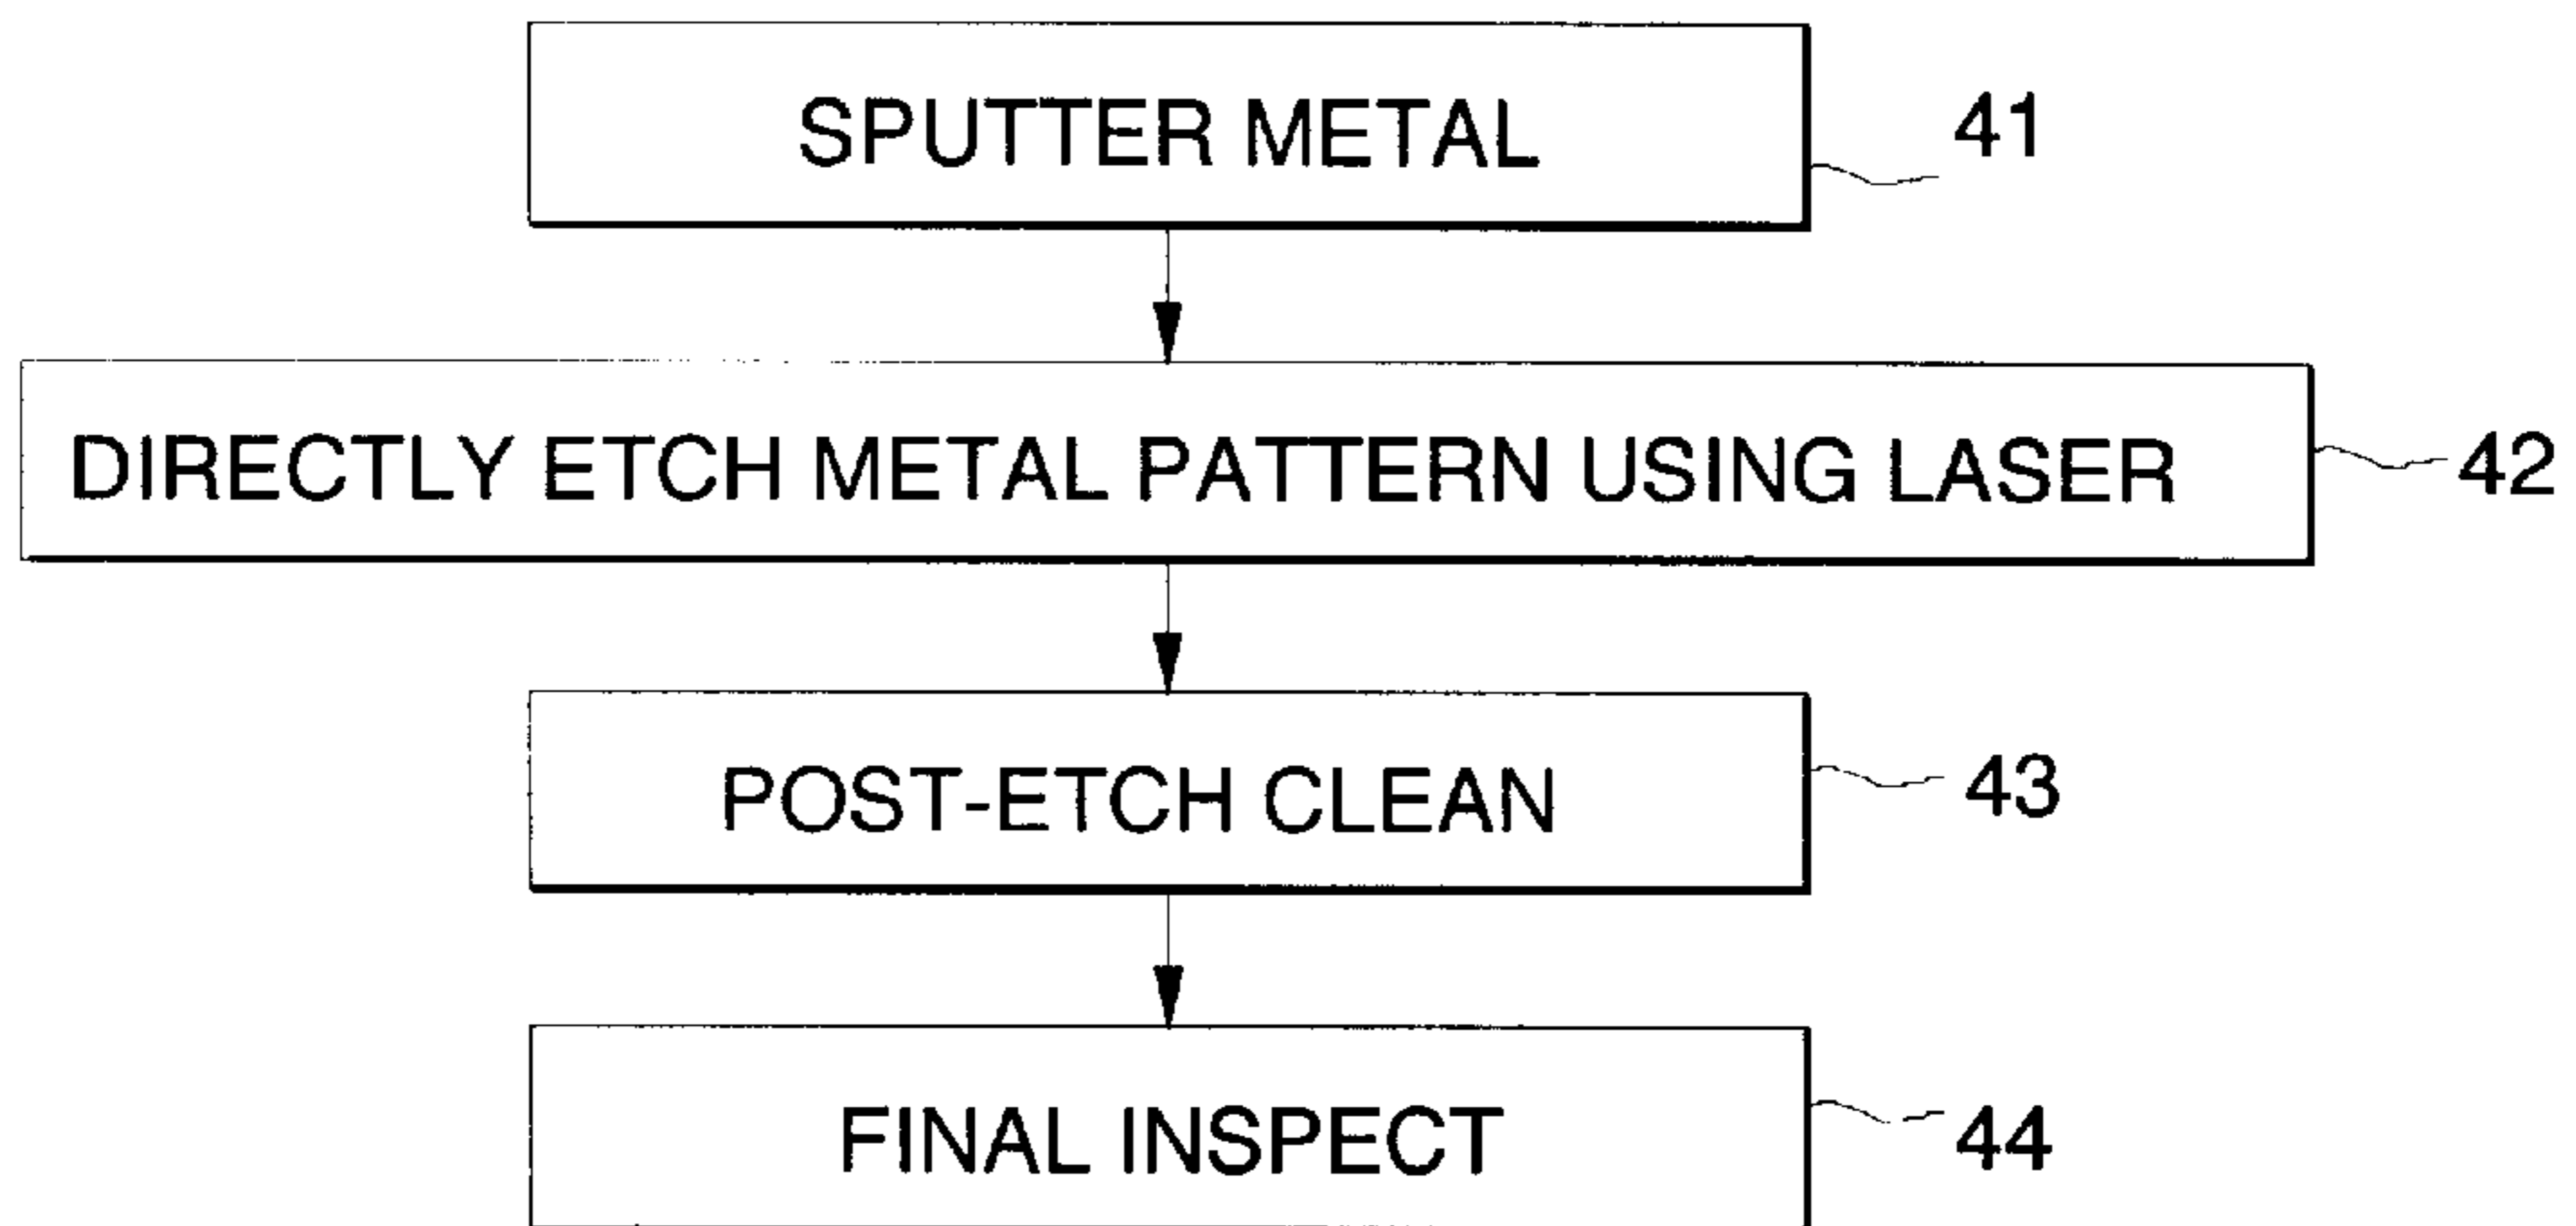 SPUTTER METAL
41
DIRECTLY ETCH METAL PATTERN USING LASER
42
POST-ETCH CLEAN
43
FINAL INSPECT
44